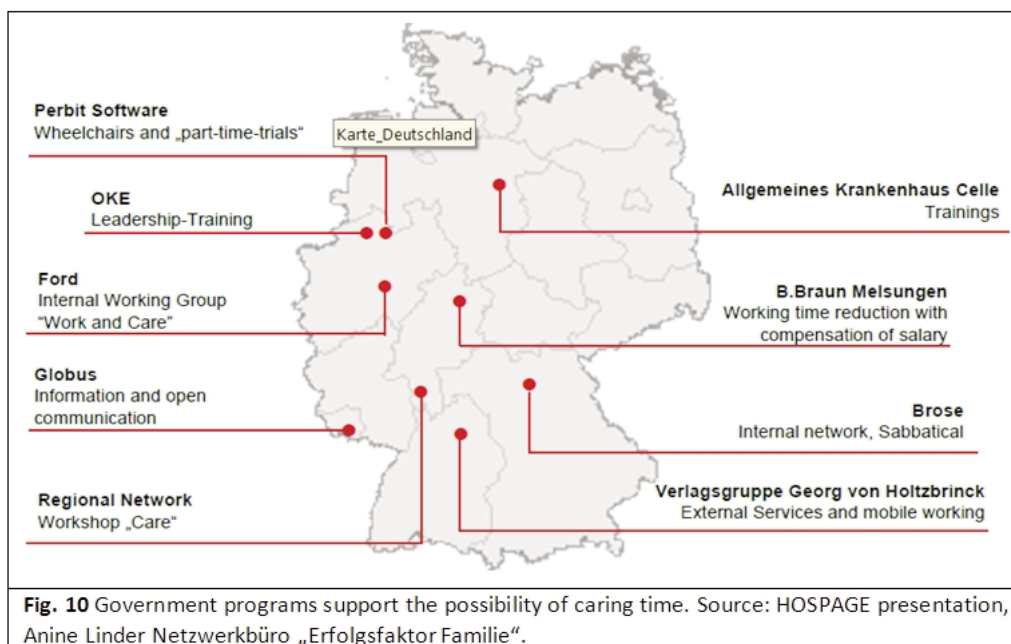 Perbit Software
Wheelchairs and „part-time-trials“
Karte_Deutschland
OKE
Leadership-Training
Ford
Internal Working Group
“Work and Care”
Globus
Information and open
communication
Regional Network
Workshop „Care“
Allgemeines Krankenhaus Celle
Trainings
B.Braun Melsungen
Working time reduction with
compensation of salary
Brose
Internal network, Sabbatical
Verlagsgruppe Georg von Holtzbrinck
External Services and mobile working
Fig. 10 Government programs support the possibility of caring time. Source: HOSPAGE presentation,
Anine Linder Netzwerkbüro „Erfolgsfaktor Familie“.